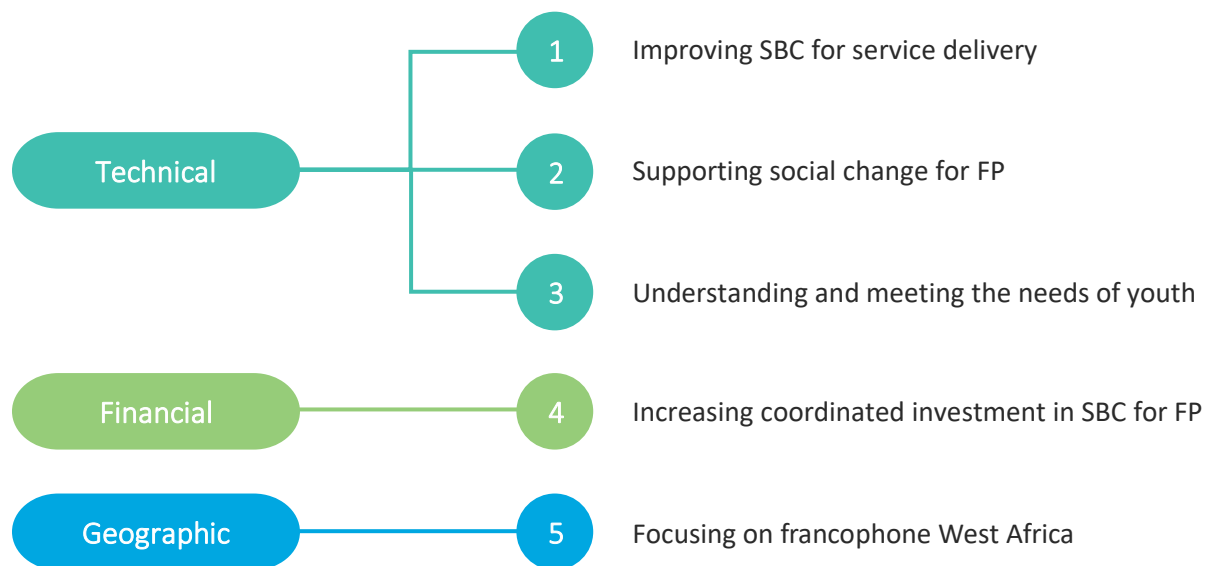 1 Improving SBC for service delivery
Technical 2 Supporting social change for FP
3 Understanding and meeting the needs of youth
Financial 4 Increasing coordinated investment in SBC for FP
Geographic 5 Focusing on francophone West Africa